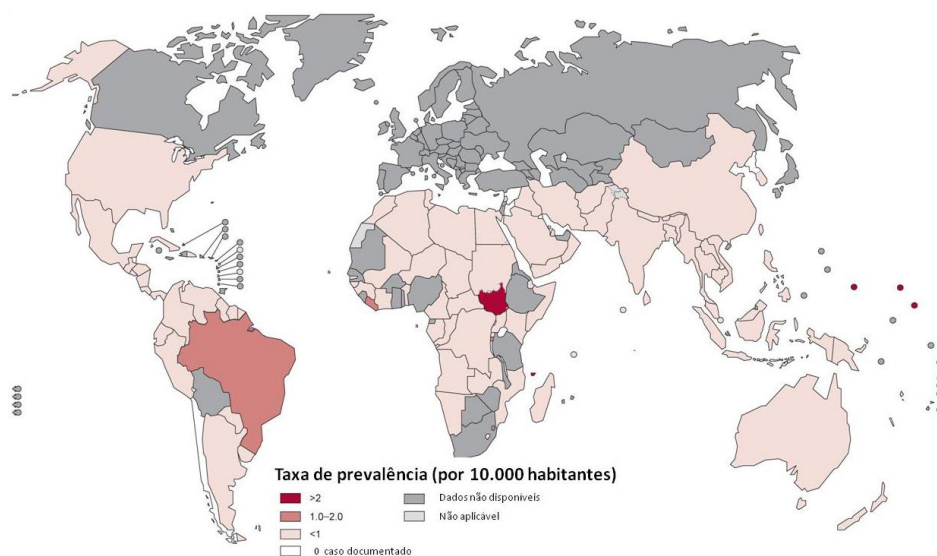 Taxa de prevalência (por 10.000 habitantes)
>2
1.0–2.0
<1
0 caso documentado
Dados não disponíveis
Não aplicável